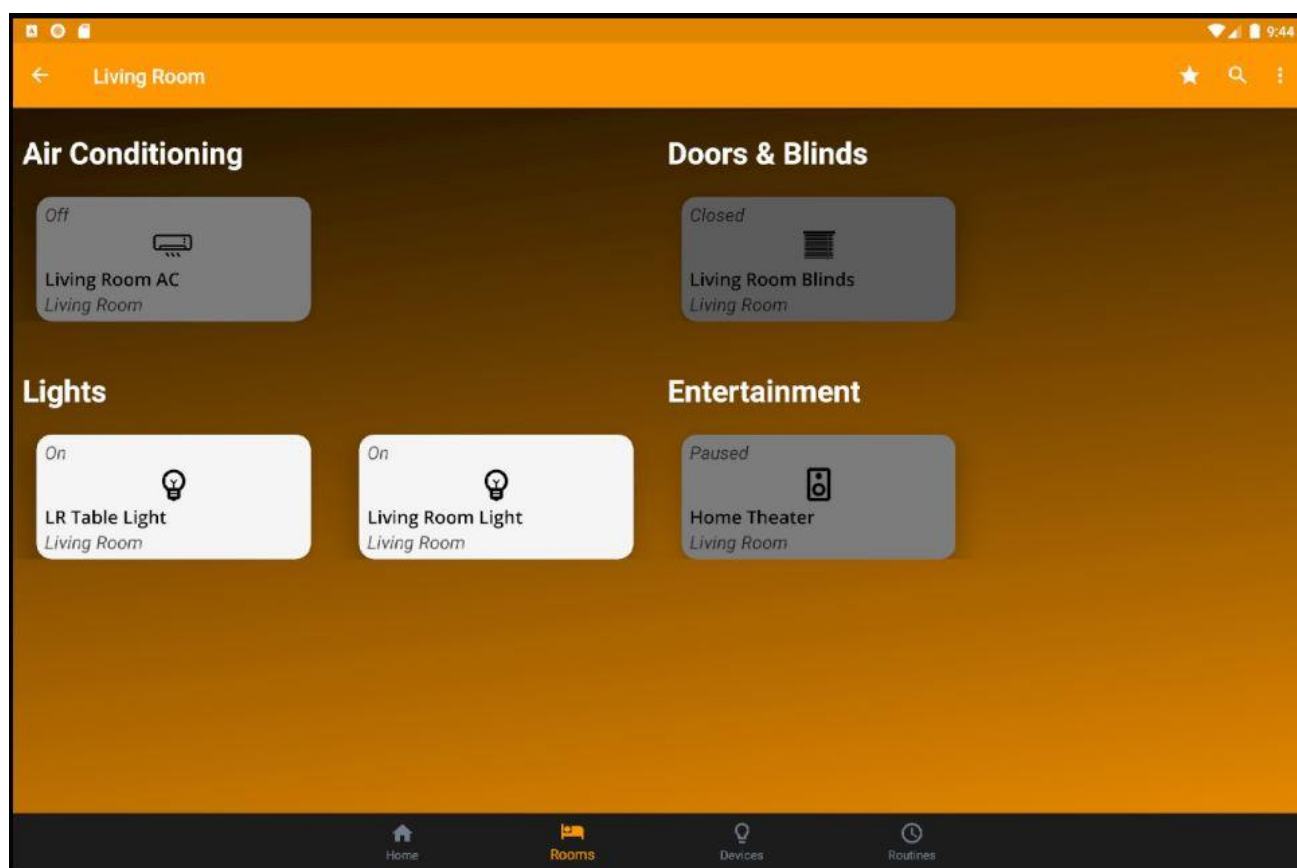 9:44
Living Room
Air Conditioning
Off
Living Room AC
Living Room
Doors & Blinds
Closed
Living Room Blinds
Living Room
Lights
On
LR Table Light
Living Room
On
Living Room Light
Living Room
Entertainment
Paused
Home Theater
Living Room
Home
Rooms
Devices
Routines